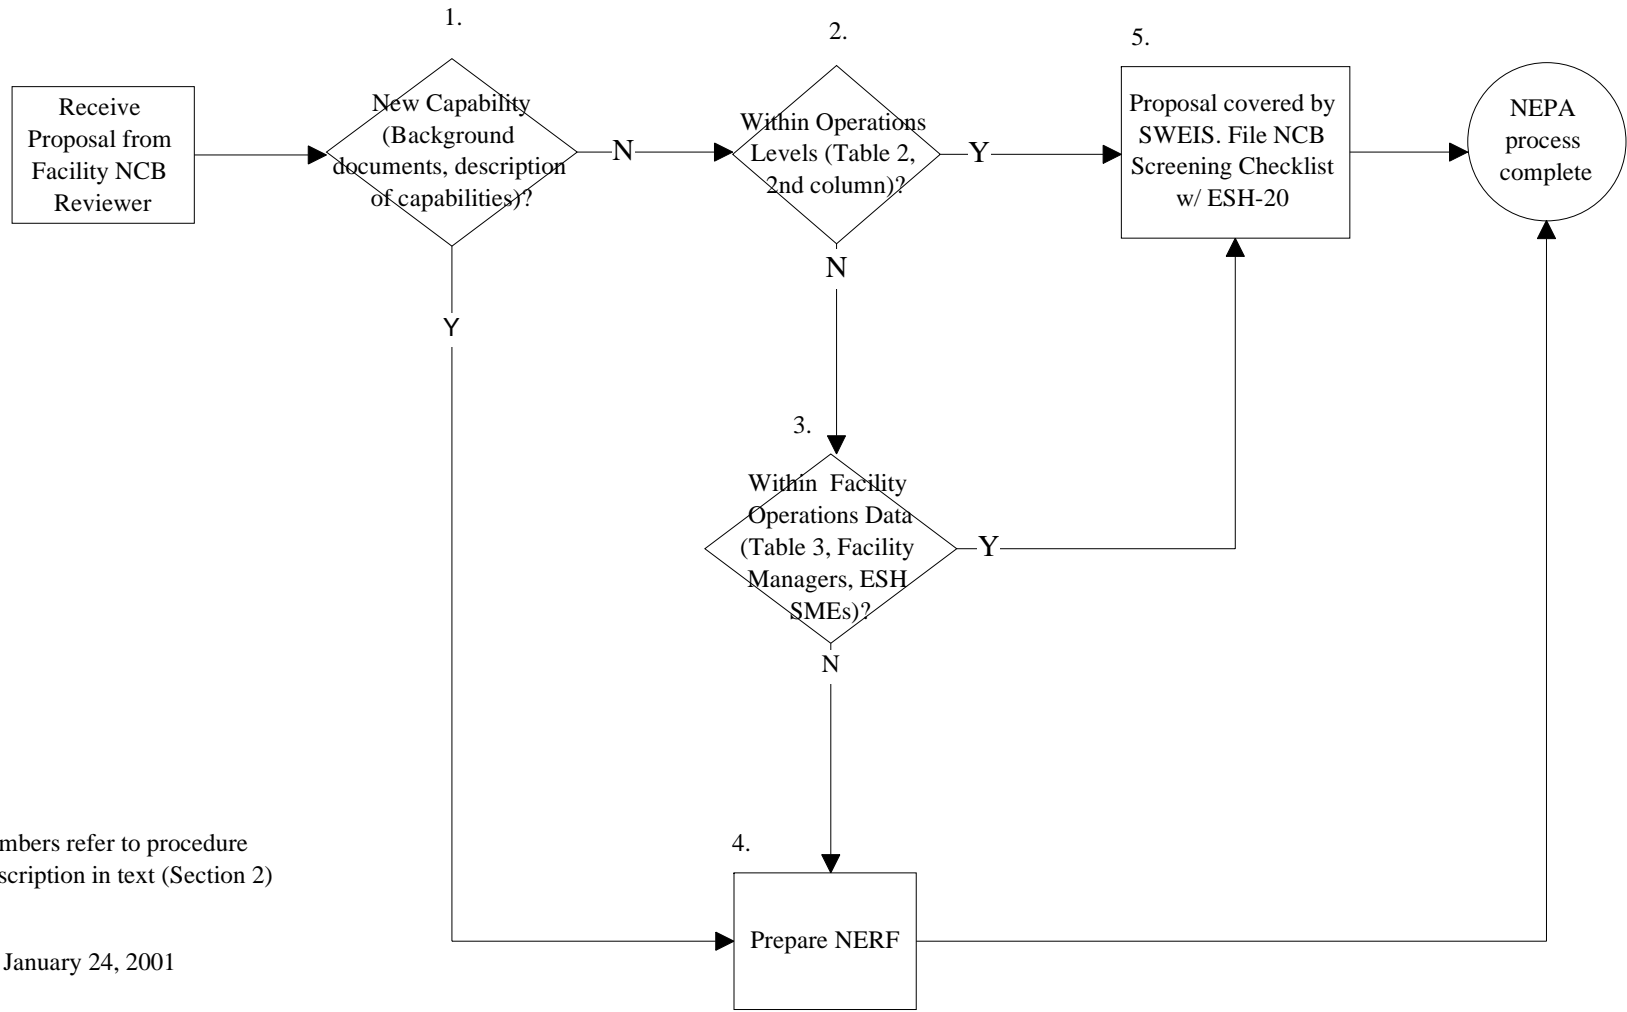 1.
2.
5.
Receive
Proposal from
Facility NCB
Reviewer
New Capability
(Background
documents, description
of capabilities)?
N
Within Operations
Levels (Table 2,
2nd column)?
Y
Proposal covered by
SWEIS. File NCB
Screening Checklist
w/ ESH-20
NEPA
process
complete
N
Y
3.
Within Facility
Operations Data
(Table 3, Facility
Managers, ESH
SMEs)?
Y
N
4.
Prepare NERF
mbers refer to procedure
scription in text (Section 2)
January 24, 2001